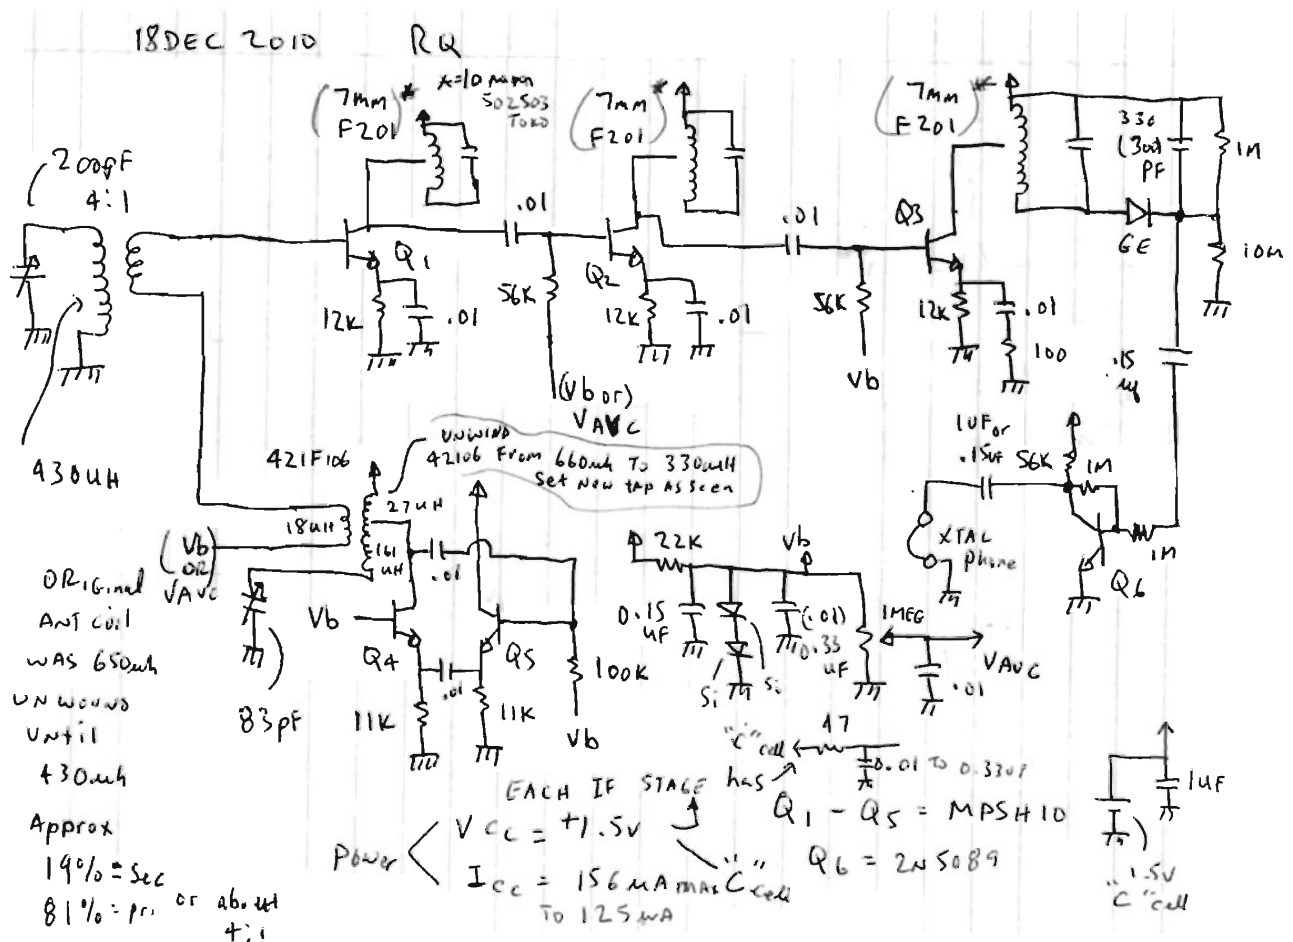 18DEC 2010
RQ
(7mm
F201)*
*=10
502503
TOKO
(7mm
F201)*
(7mm
F201)*
330
(300)
PF
1M
200pF
4:1
.01
.01
Q1
Q2
Q3
GE
10M
56K
56K
12K
.01
12K
.01
12K
.01
100
Vb
(Vb or)
VAVC
.15
430uH
421F106
UNWIND
42106 From 660uh To 330uH
Set New tap As Seen
27uH
18uH
161
uH
.01
(Vb
OR
VAVC)
1uF or
.15uF
56K
1M
1M
XTAL
phone
Q6
Vb
Q4
Q5
.01
100K
11K
11K
Vb
83pF
22K
Vb
0.15
uF
(.01)
0.33
uF
Si
Si
1MEG
VAVC
.01
ORiginal
ANT coil
WAS 650uh
UNWOUND
UNtil
430uh
Approx
19% = Sec
81% = pri or about
4:1
"C" cell
47
0.01 TO 0.33uF
EACH IF STAGE has
Power
Vcc = +1.5v
Icc = 156 uA max
TO 125uA
"C" cell
Q1 - Q5 = MPSH10
Q6 = 2N5089
1uF
1.5v
"C" cell